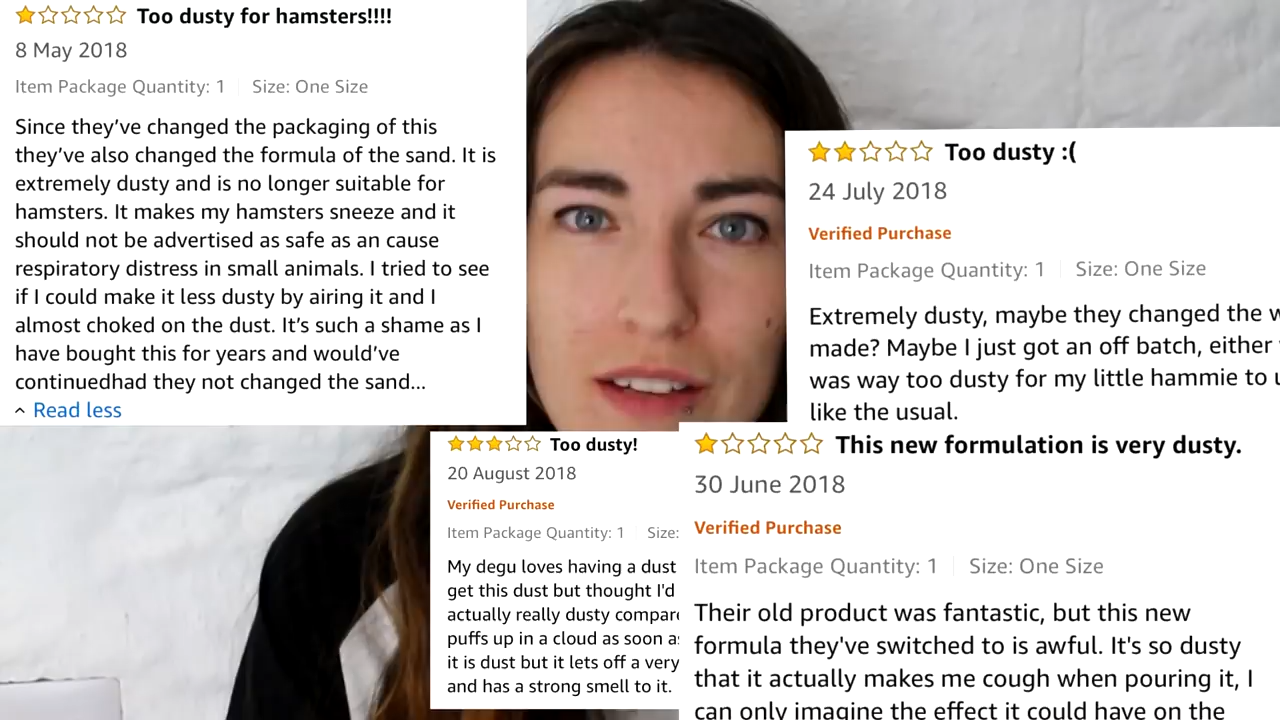 Too dusty for hamsters!!!!
8 May 2018
Item Package Quantity: 1 Size: One Size
Since they’ve changed the packaging of this
they’ve also changed the formula of the sand. It is
extremely dusty and is no longer suitable for
hamsters. It makes my hamsters sneeze and it
should not be advertised as safe as an cause
respiratory distress in small animals. I tried to see
if I could make it less dusty by airing it and I
almost choked on the dust. It’s such a shame as I
have bought this for years and would’ve
continuedhad they not changed the sand...
Read less
Too dusty :(
24 July 2018
Verified Purchase
Item Package Quantity: 1 Size: One Size
Extremely dusty, maybe they changed the
made? Maybe I just got an off batch, either
was way too dusty for my little hammie to
like the usual.
Too dusty!
20 August 2018
Verified Purchase
Item Package Quantity: 1 Size:
My degu loves having a dust
get this dust but thought I'd
actually really dusty
puffs up in a cloud as soon
it is dust but it lets off a very
and has a strong smell to it.
This new formulation is very dusty.
30 June 2018
Verified Purchase
Item Package Quantity: 1 Size: One Size
Their old product was fantastic, but this new
formula they've switched to is awful. It's so dusty
that it actually makes me cough when pouring it, I
can only imagine the effect it could have on the